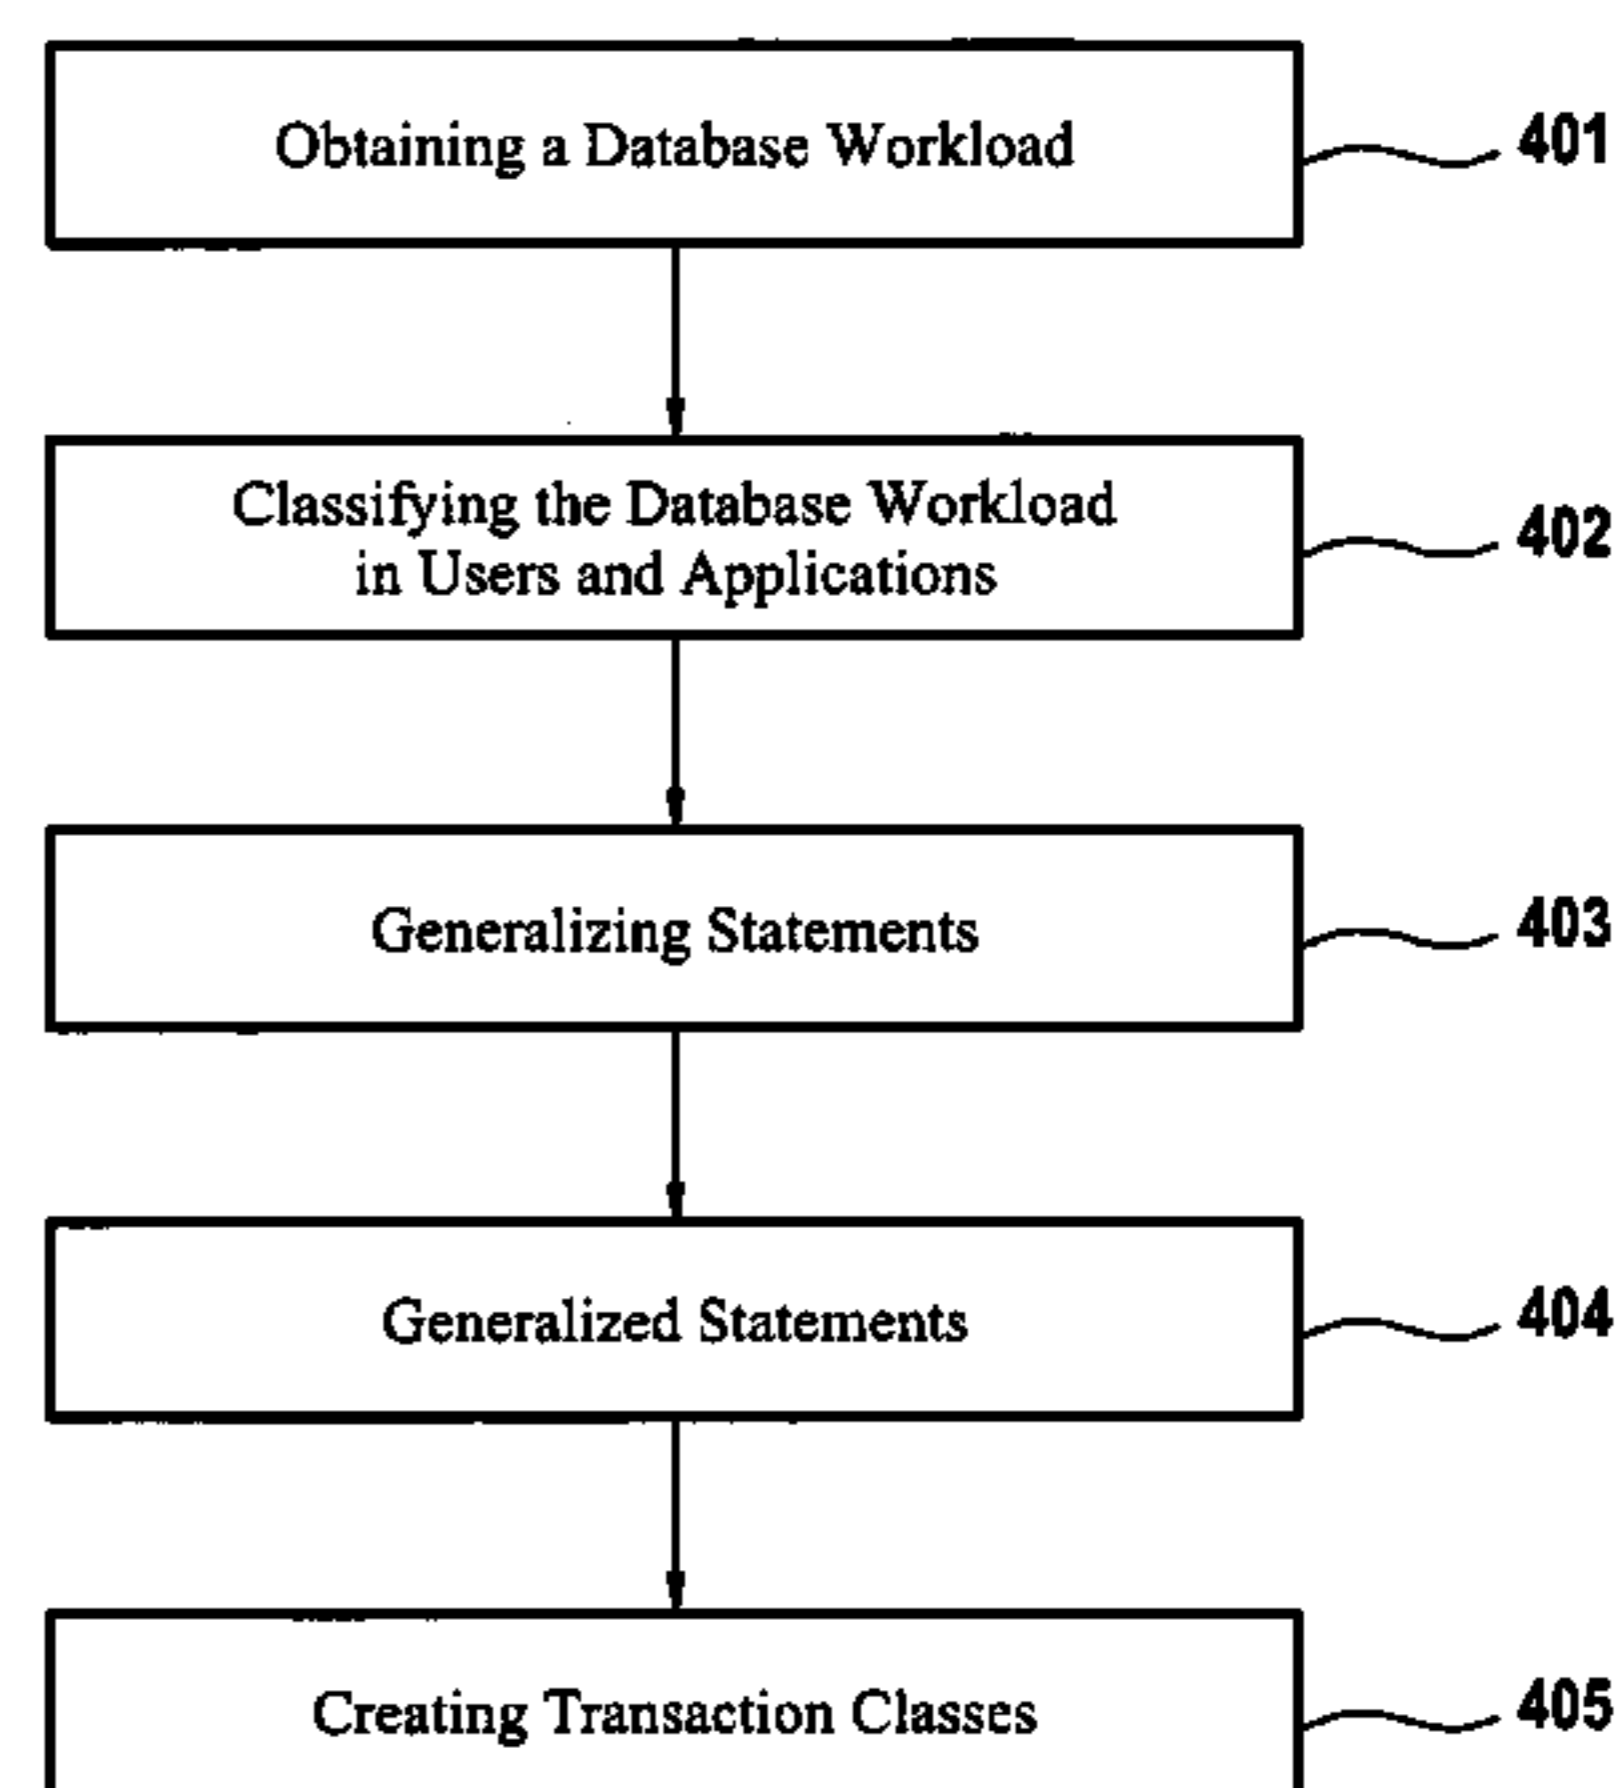 Obtaining a Database Workload
401
Classifying the Database Workload
in Users and Applications
402
Generalizing Statements
403
Generalized Statements
404
Creating Transaction Classes
405